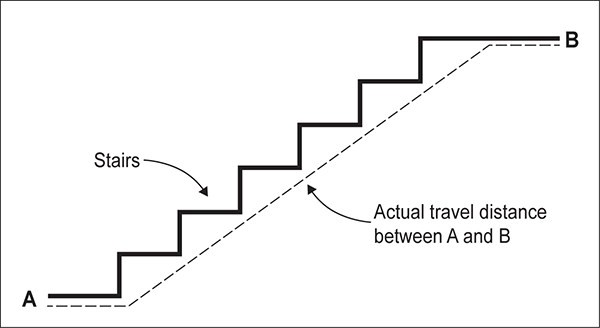 B
Stairs
Actual travel distance
between A and B
A